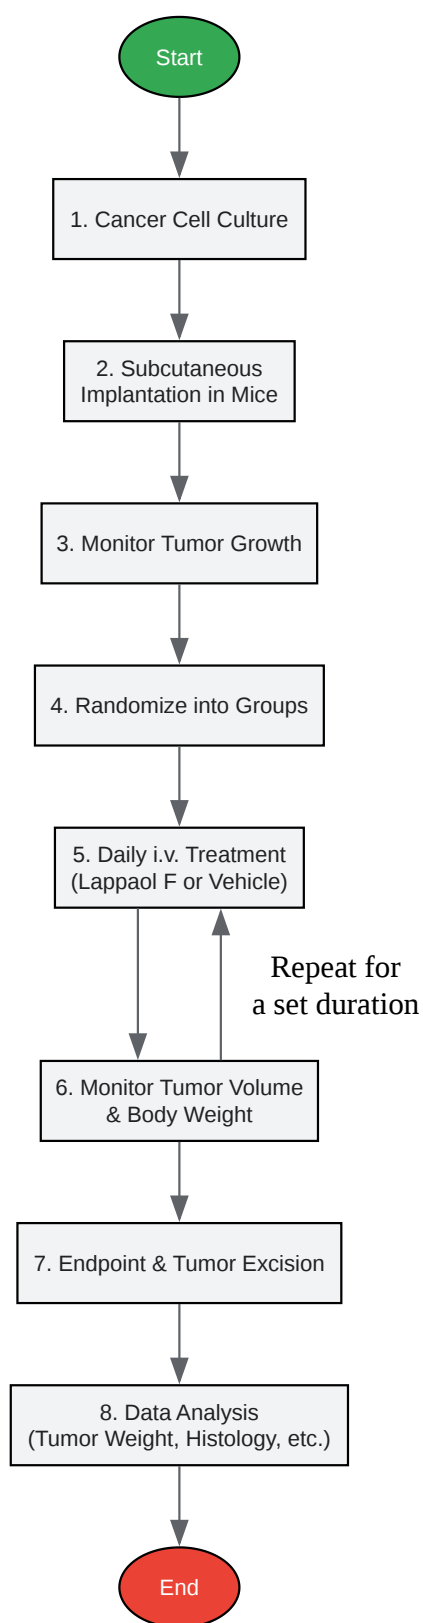 Start
1. Cancer Cell Culture
2. Subcutaneous
Implantation in Mice
3. Monitor Tumor Growth
4. Randomize into Groups
5. Daily i.v. Treatment
(Lappaol F or Vehicle)
Repeat for
a set duration
6. Monitor Tumor Volume
& Body Weight
7. Endpoint & Tumor Excision
8. Data Analysis
(Tumor Weight, Histology, etc.)
End